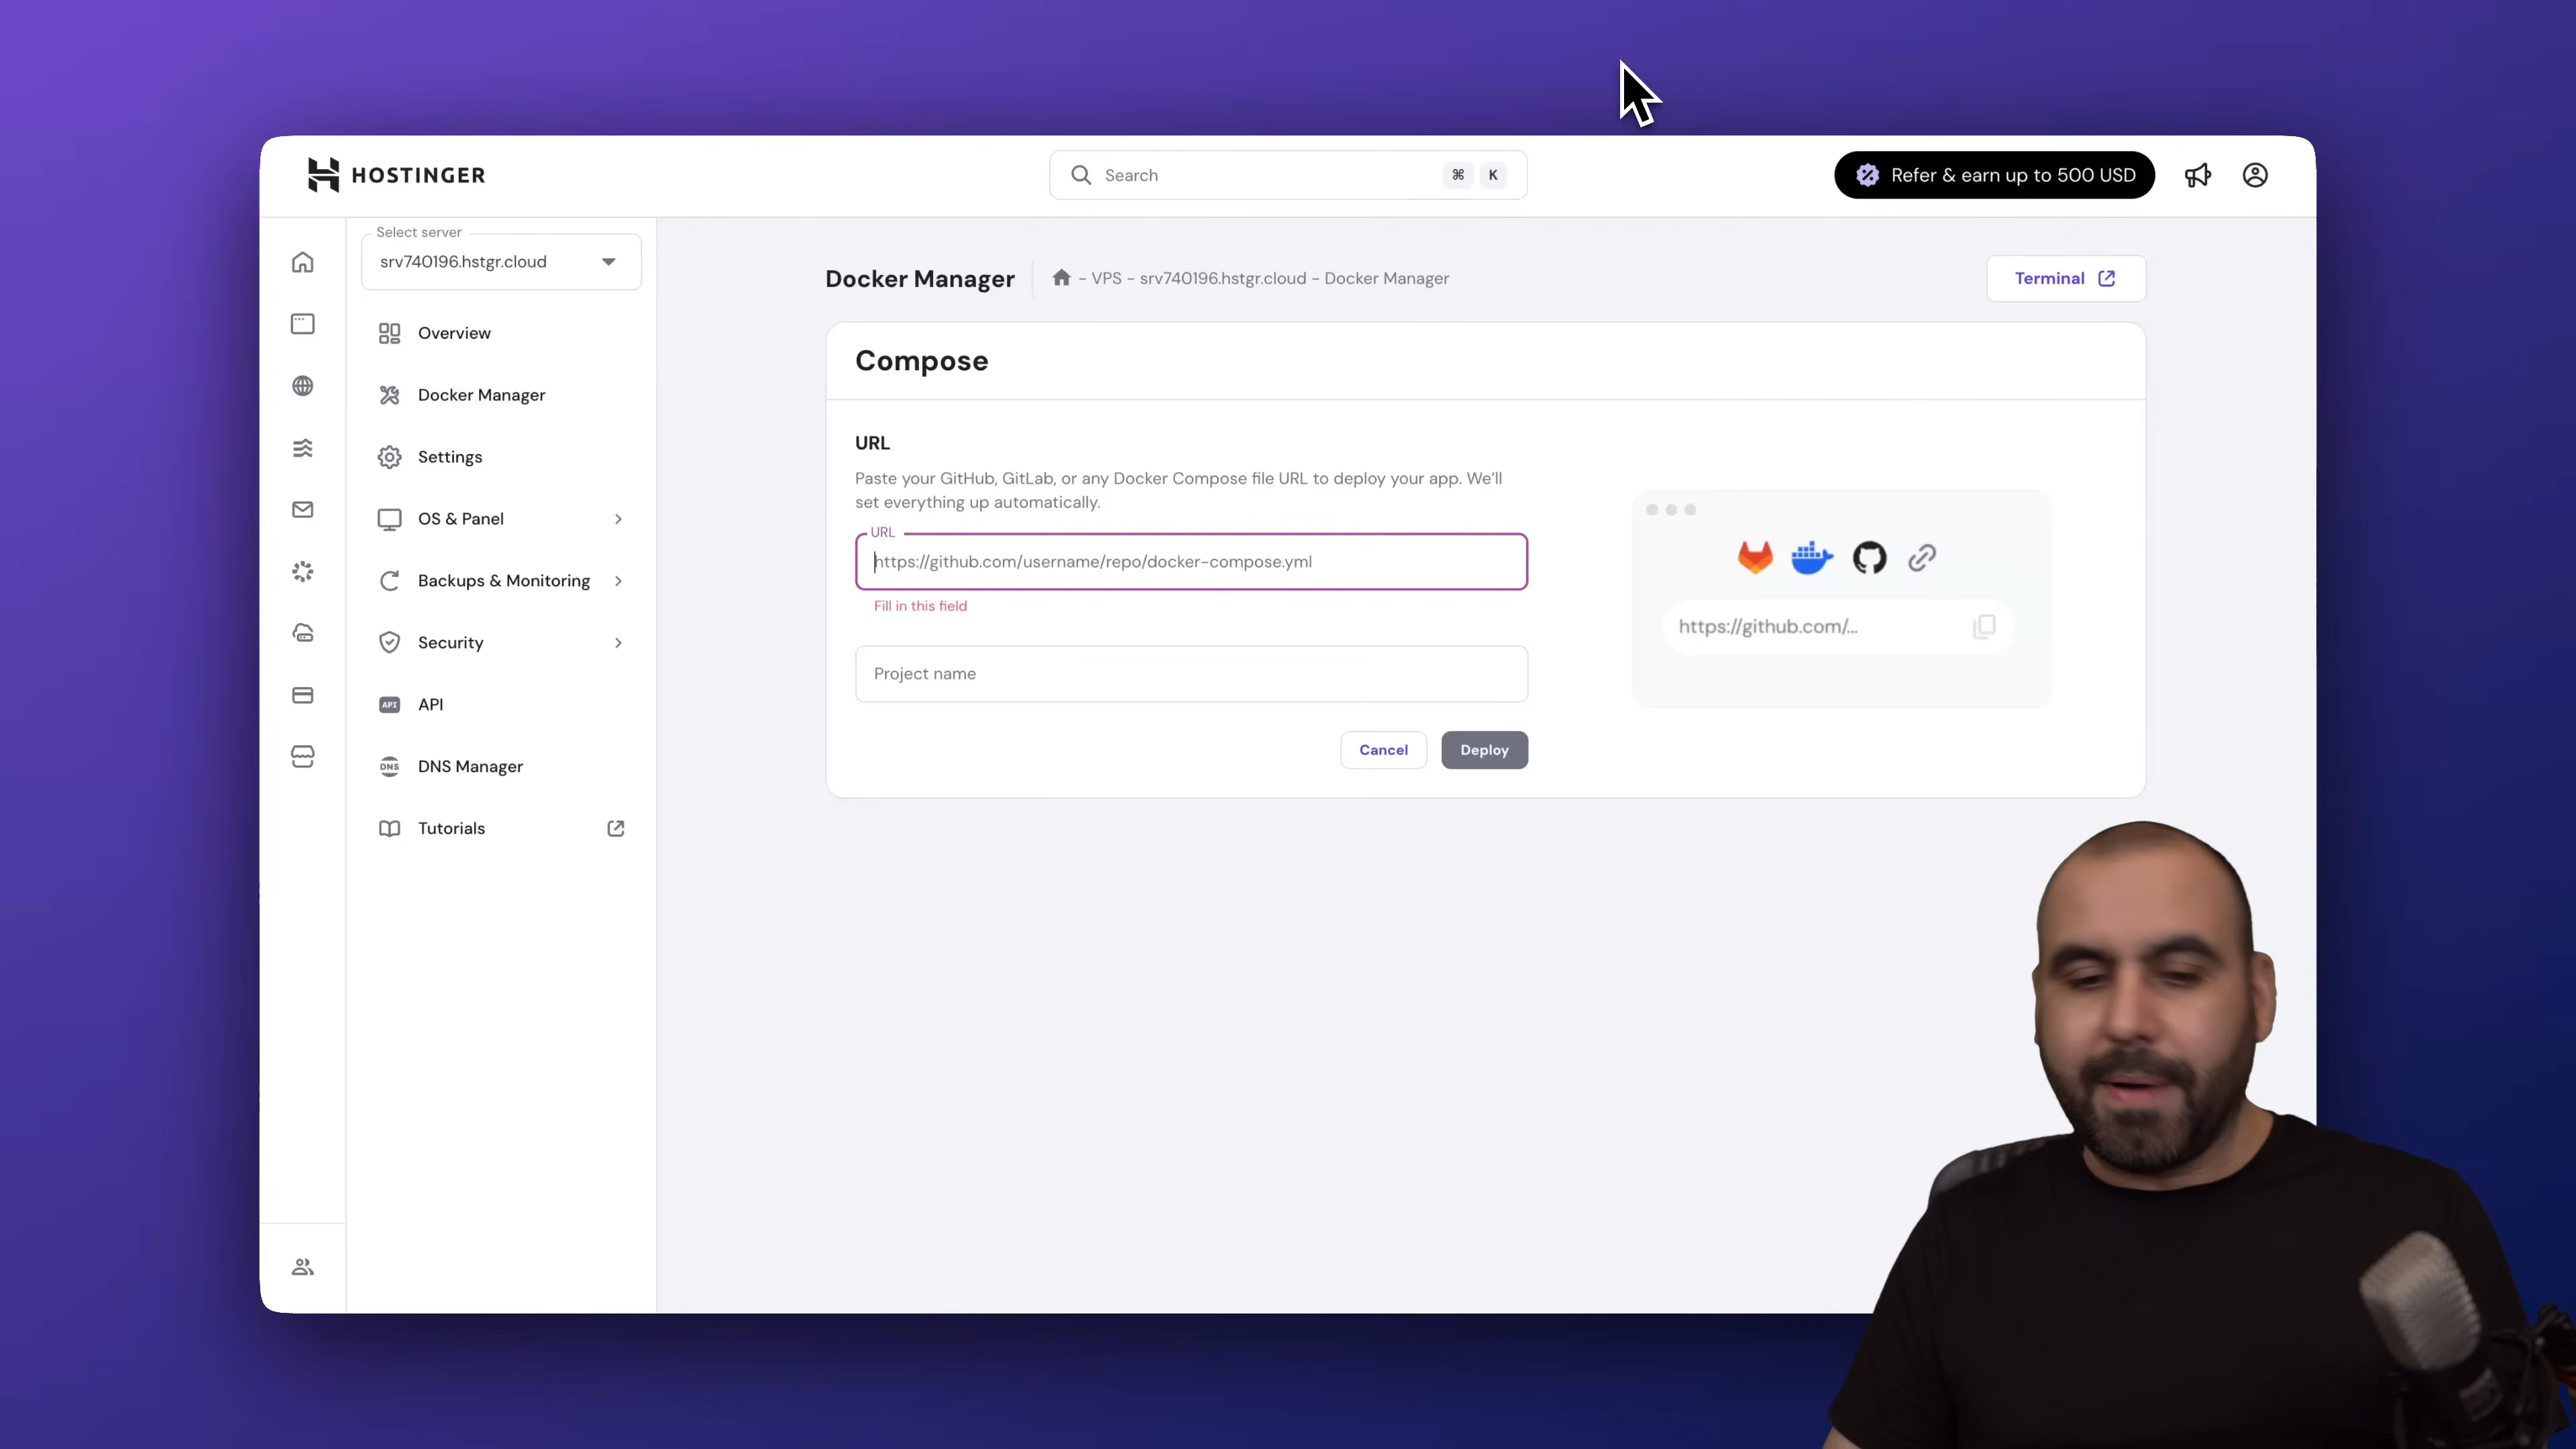 HOSTINGER
Search
⌘ K
Refer & earn up to 500 USD
Select server
srv740196.hstgr.cloud
Overview
Docker Manager
Settings
OS & Panel
Backups & Monitoring
Security
API
API
DNS
DNS Manager
Tutorials
Docker Manager
- VPS - srv740196.hstgr.cloud - Docker Manager
Terminal
Compose
URL
Paste your GitHub, GitLab, or any Docker Compose file URL to deploy your app. We'll
set everything up automatically.
URL
https://github.com/username/repo/docker-compose.yml
Fill in this field
Project name
Cancel
Deploy
https://github.com/...